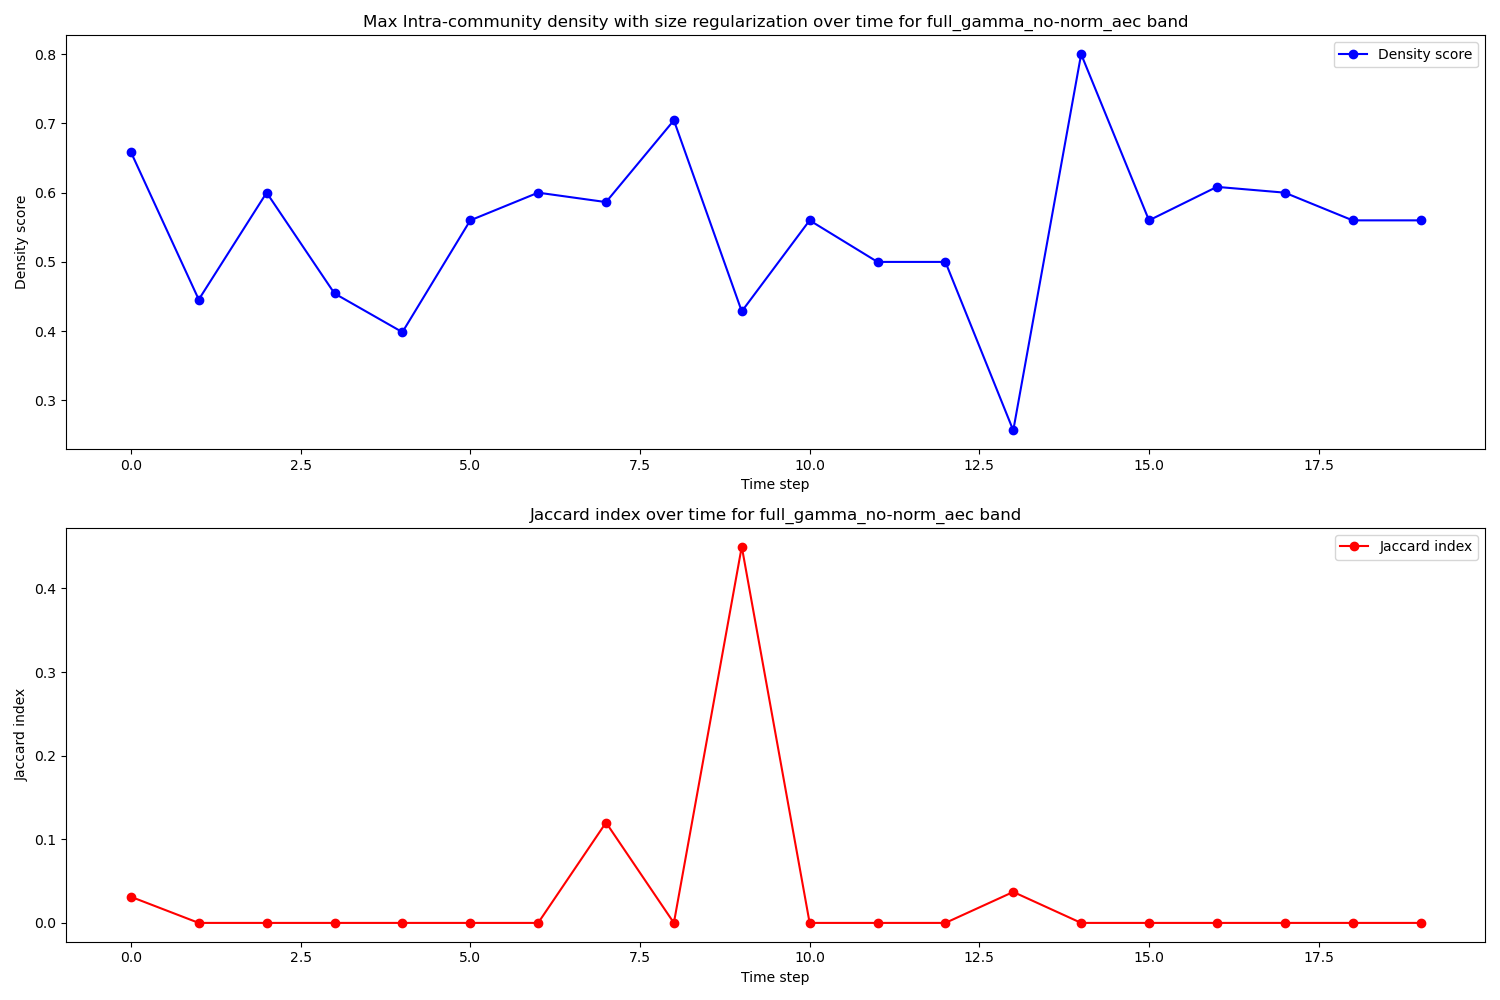 Max Intra-community density with size regularization over time for full_gamma_no-norm_aec band
Density score
0.8
0.7
0.6
0.5
0.4
0.3
Density score
0.0 2.5 5.0 7.5 10.0 12.5 15.0 17.5
Time step
Jaccard index over time for full_gamma_no-norm_aec band
Jaccard index
0.4
0.3
0.2
0.1
0.0
Jaccard index
0.0 2.5 5.0 7.5 10.0 12.5 15.0 17.5
Time step